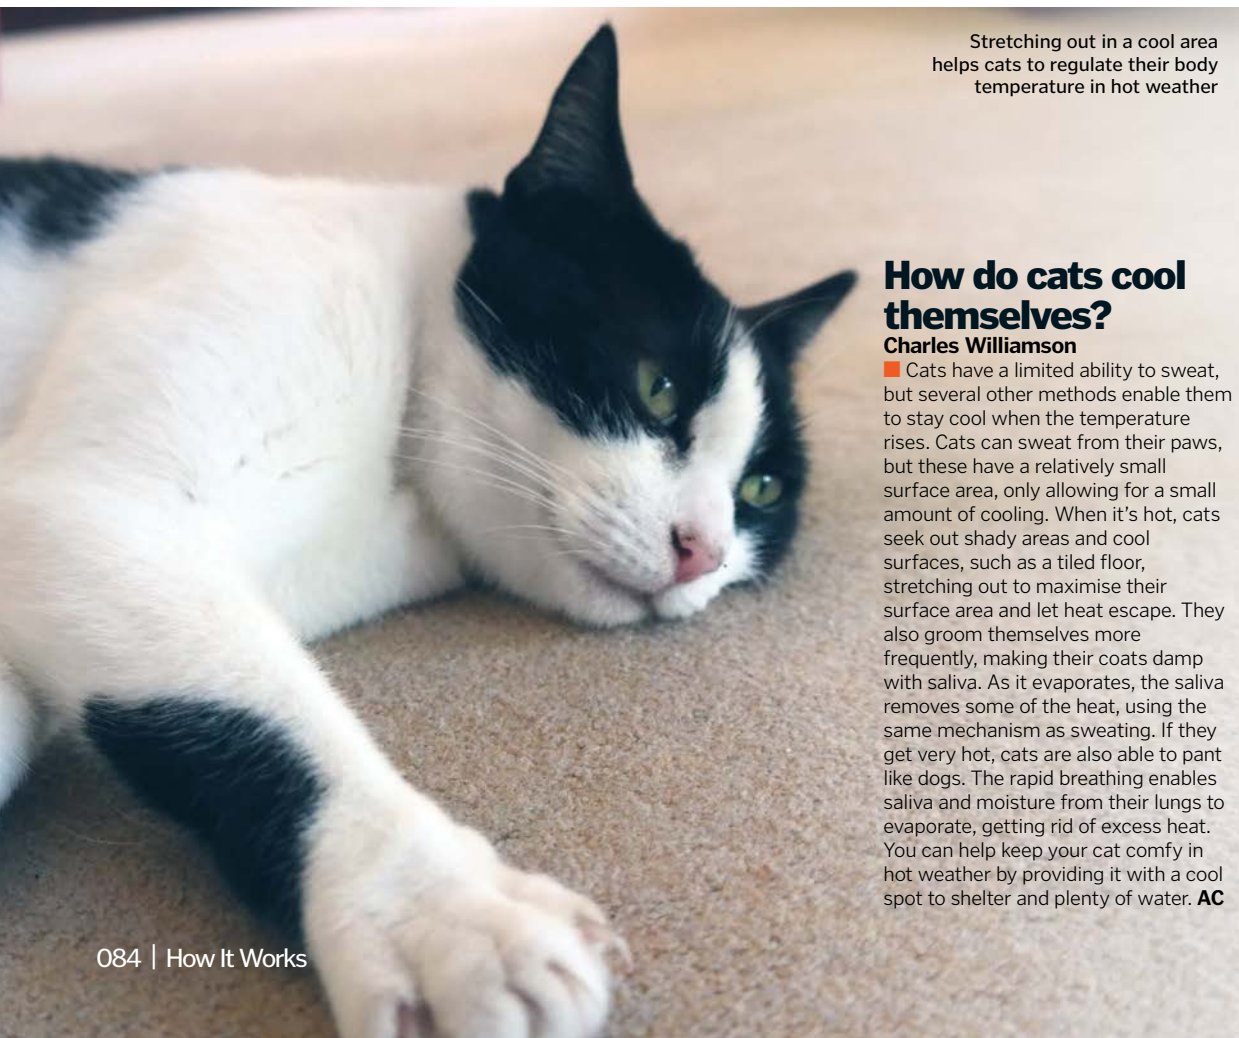 Stretching out in a cool area
helps cats to regulate their body
temperature in hot weather
How do cats cool
themselves?
Charles Williamson
Cats have a limited ability to sweat,
but several other methods enable them
to stay cool when the temperature
rises. Cats can sweat from their paws,
but these have a relatively small
surface area, only allowing for a small
amount of cooling. When it’s hot, cats
seek out shady areas and cool
surfaces, such as a tiled floor,
stretching out to maximise their
surface area and let heat escape. They
also groom themselves more
frequently, making their coats damp
with saliva. As it evaporates, the saliva
removes some of the heat, using the
same mechanism as sweating. If they
get very hot, cats are also able to pant
like dogs. The rapid breathing enables
saliva and moisture from their lungs to
evaporate, getting rid of excess heat.
You can help keep your cat comfy in
hot weather by providing it with a cool
spot to shelter and plenty of water. AC
084 | How It Works